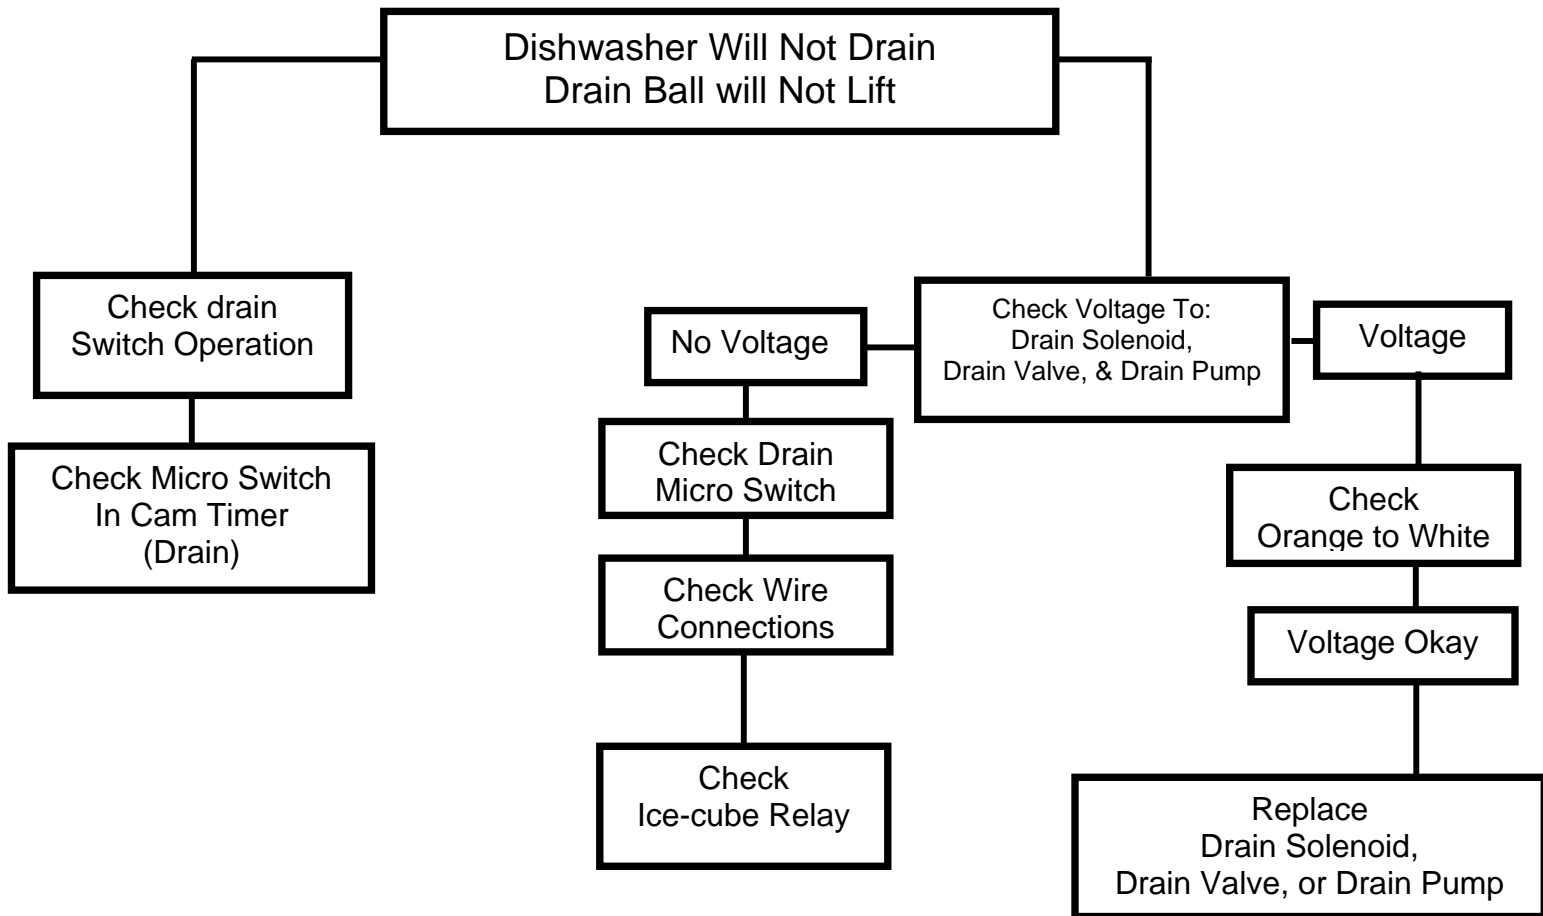 Dishwasher Will Not Drain
Drain Ball will Not Lift
Check drain
Switch Operation
Check Micro Switch
In Cam Timer
(Drain)
No Voltage
Check Voltage To:
Drain Solenoid,
Drain Valve, & Drain Pump
Voltage
Check Drain
Micro Switch
Check Wire
Connections
Check
Ice-cube Relay
Check
Orange to White
Voltage Okay
Replace
Drain Solenoid,
Drain Valve, or Drain Pump